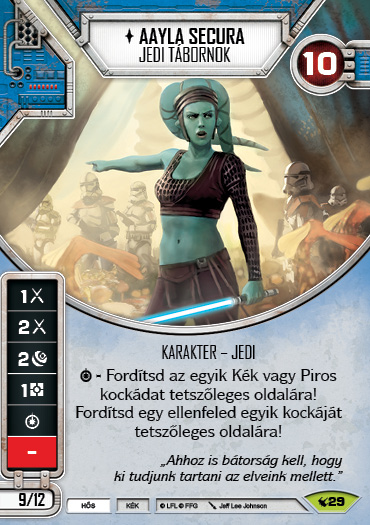 AAYLA SECURA
JEDI TÁBORNOK
10
1
2
2
1
-
9/12
KARAKTER – JEDI
- Fordítsd az egyik Kék vagy Piros
kockádat tetszőleges oldalára!
Fordítsd egy ellenfeled egyik kockáját
tetszőleges oldalára!
„Ahhoz is bátorság kell, hogy
ki tudjunk tartani az elveink mellett.”
HŐS
KÉK
© LFL © FFG
Jeff Lee Johnson
29